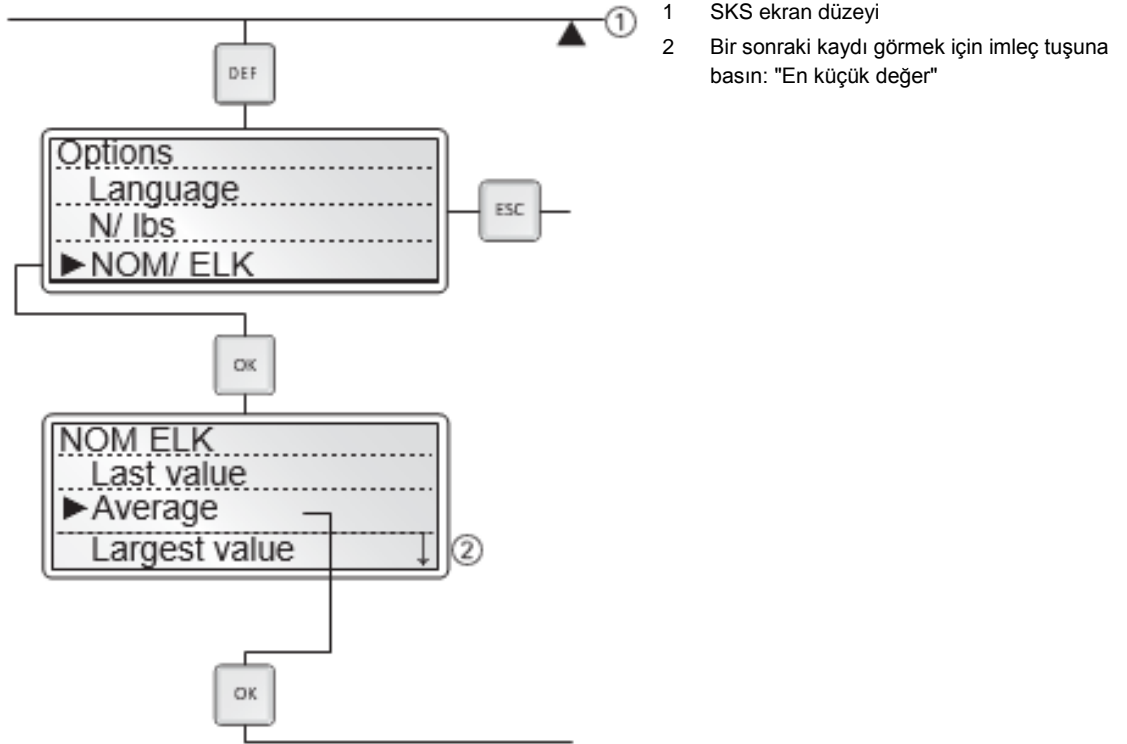 ①
1 SKS ekran düzeyi
2 Bir sonraki kaydı görmek için imleç tuşuna
basın: "En küçük değer"
DEF
Options
Language
N/ lbs
►NOM/ ELK
ESC
OK
NOM ELK
Last value
►Average
Largest value ↓
②
OK